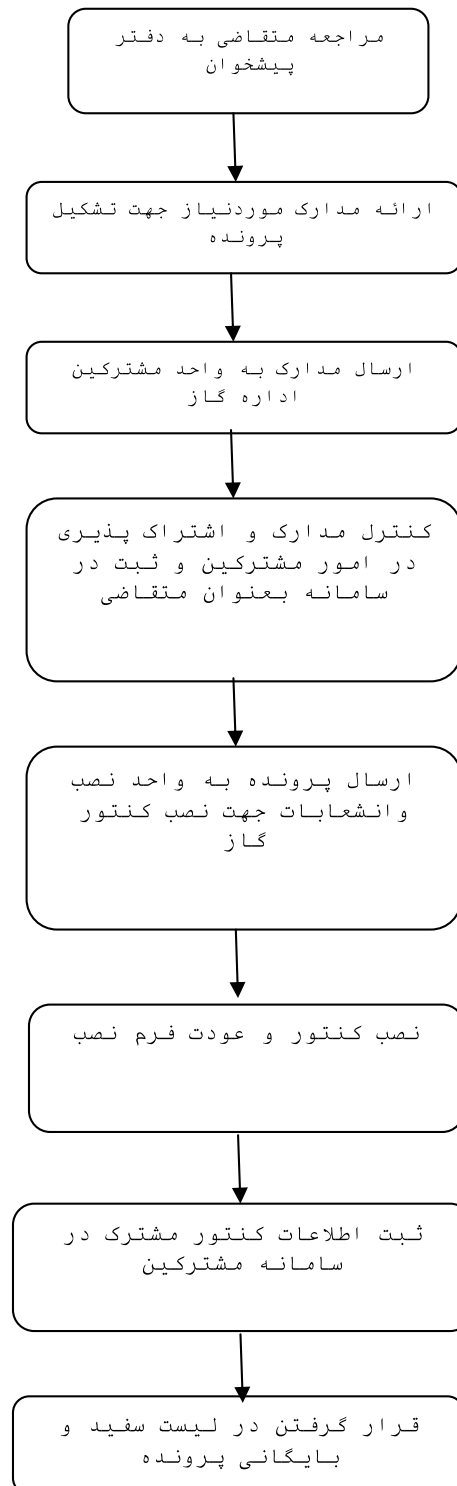 مراجعه متقاضی به دفتر
پیشخوان
ارائه مدارک موردنیاز جهت تشکیل
پرونده
ارسال مدارک به واحد مشترکین
اداره گاز
کنترل مدارک و اشتراک پذیری
در امور مشترکین و ثبت در
سامانه بعنوان متقاضی
ارسال پرونده به واحد نصب
وانشعابات جهت نصب کنتور
گاز
نصب کنتور و عودت فرم نصب
ثبت اطلاعات کنتور مشترک در
سامانه مشترکین
قرار گرفتن در لیست سفید و
بایگانی پرونده